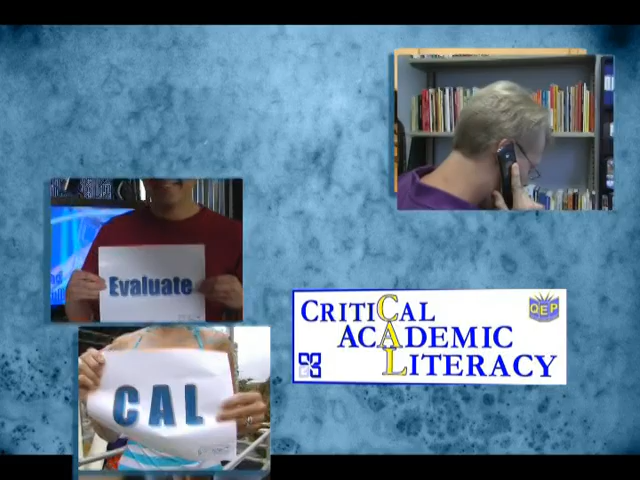 Evaluate
CAL
CRITICAL
QEP
ACADEMIC
LITERACY